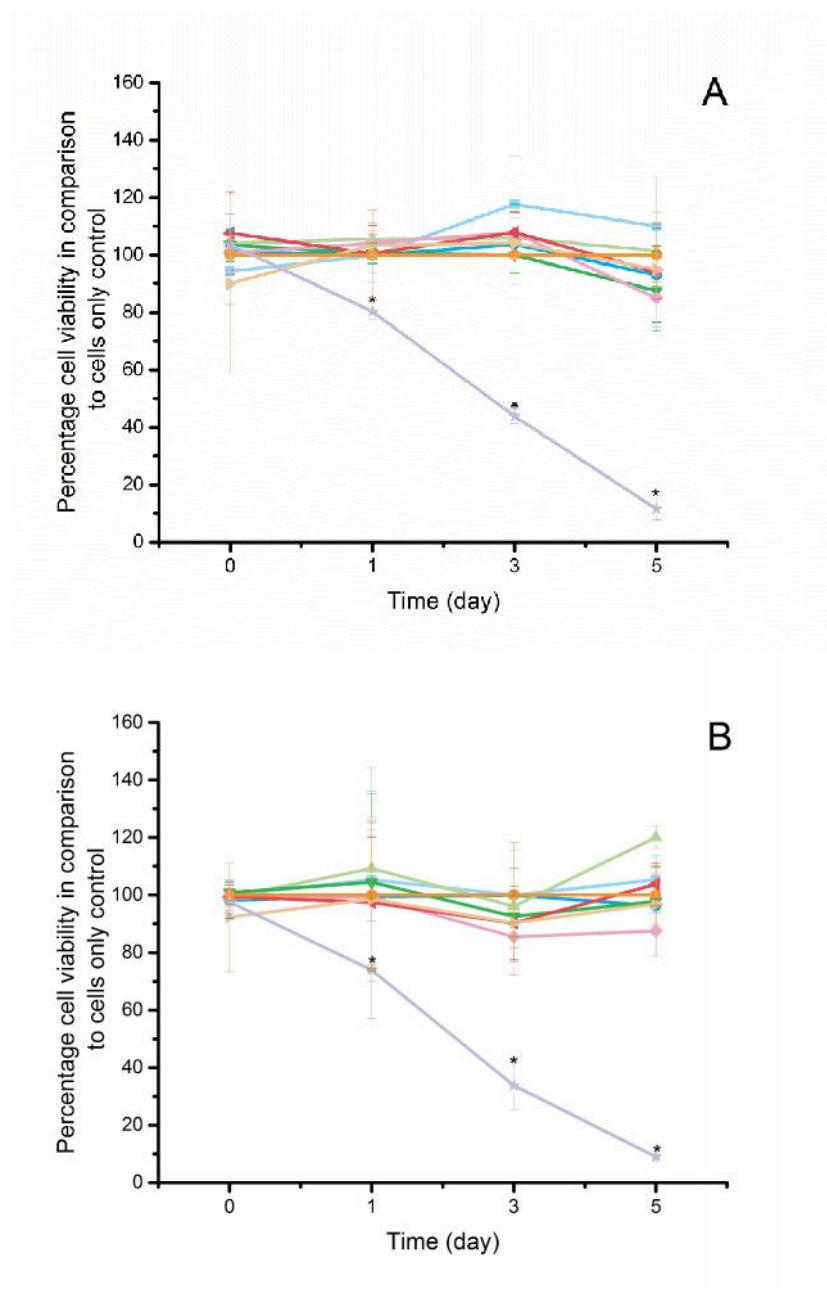 A
160
140
120
100
80
60
40
20
0
Percentage cell viability in comparison
to cells only control
*
*
*
0 1 3 5
Time (day)
B
160
140
120
100
80
60
40
20
0
Percentage cell viability in comparison
to cells only control
*
*
*
0 1 3 5
Time (day)